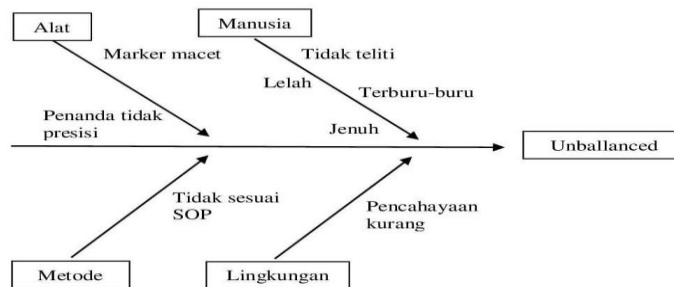 Alat
Manusia
Marker macet
Tidak teliti
Lelah
Terburu-buru
Penanda tidak
presisi
Jenuh
Unballanced
Tidak sesuai
SOP
Pencahayaan
kurang
Metode
Lingkungan